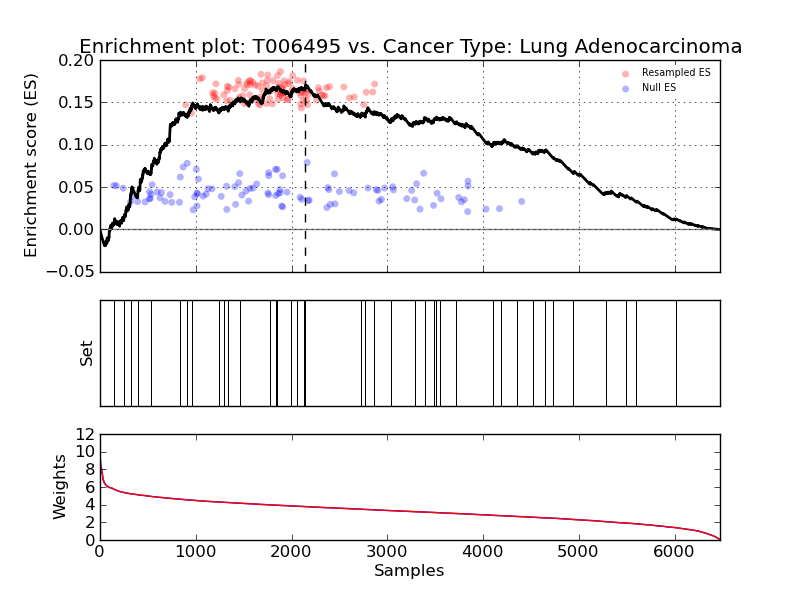 Enrichment plot: T006495 vs. Cancer Type: Lung Adenocarcinoma
Enrichment score (ES)
0.20
0.15
0.10
0.05
0.00
−0.05
Resampled ES
Null ES
Set
Weights
12
10
8
6
4
2
0
0 1000 2000 3000 4000 5000 6000
Samples